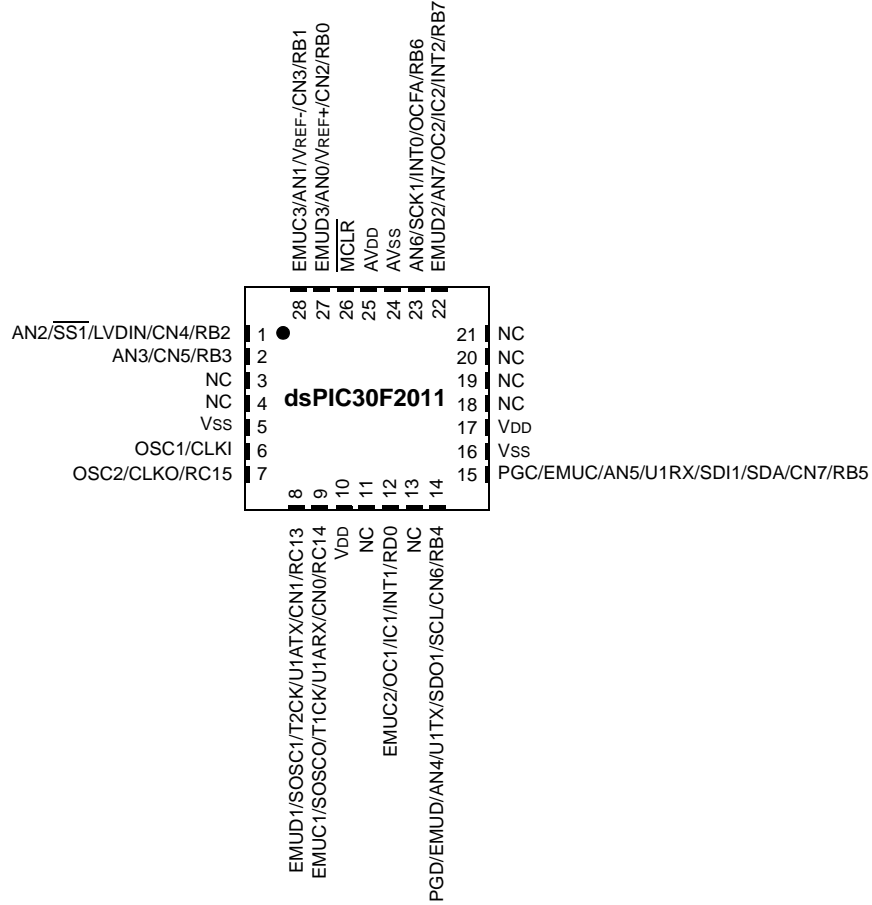 EMUC3/AN1/VREF-/CN3/RB1
EMUD3/AN0/VREF+/CN2/RB0
MCLR
AVDD
AVSS
AN6/SCK1/INT0/OCFA/RB6
EMUD2/AN7/OC2/IC2/INT2/RB7
28 27 26 25 24 23 22
AN2/SS1/LVDIN/CN4/RB2 1
AN3/CN5/RB3 2
NC 3
NC 4
VSS 5
OSC1/CLKI 6
OSC2/CLKO/RC15 7
dsPIC30F2011
21 NC
20 NC
19 NC
18 NC
17 VDD
16 VSS
15 PGC/EMUC/AN5/U1RX/SDI1/SDA/CN7/RB5
8 9 10 11 12 13 14
EMUD1/SOSC1/T2CK/U1ATX/CN1/RC13
EMUC1/SOSCO/T1CK/U1ARX/CN0/RC14
VDD
NC
EMUC2/OC1/IC1/INT1/RD0
NC
PGD/EMUD/AN4/U1TX/SDO1/SCL/CN6/RB4